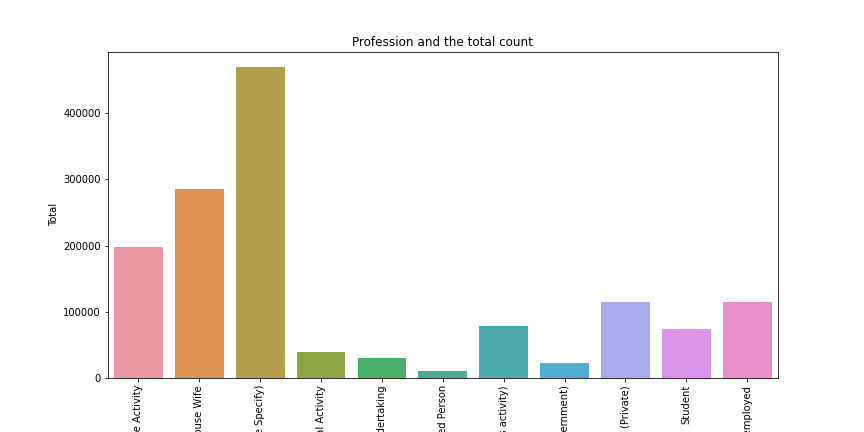 Profession and the total count
Total
400000
300000
200000
100000
0
e Activity
ouse Wife
e Specify)
l Activity
dertaking
ed Person
s activity)
ernment)
(Private)
Student
employed